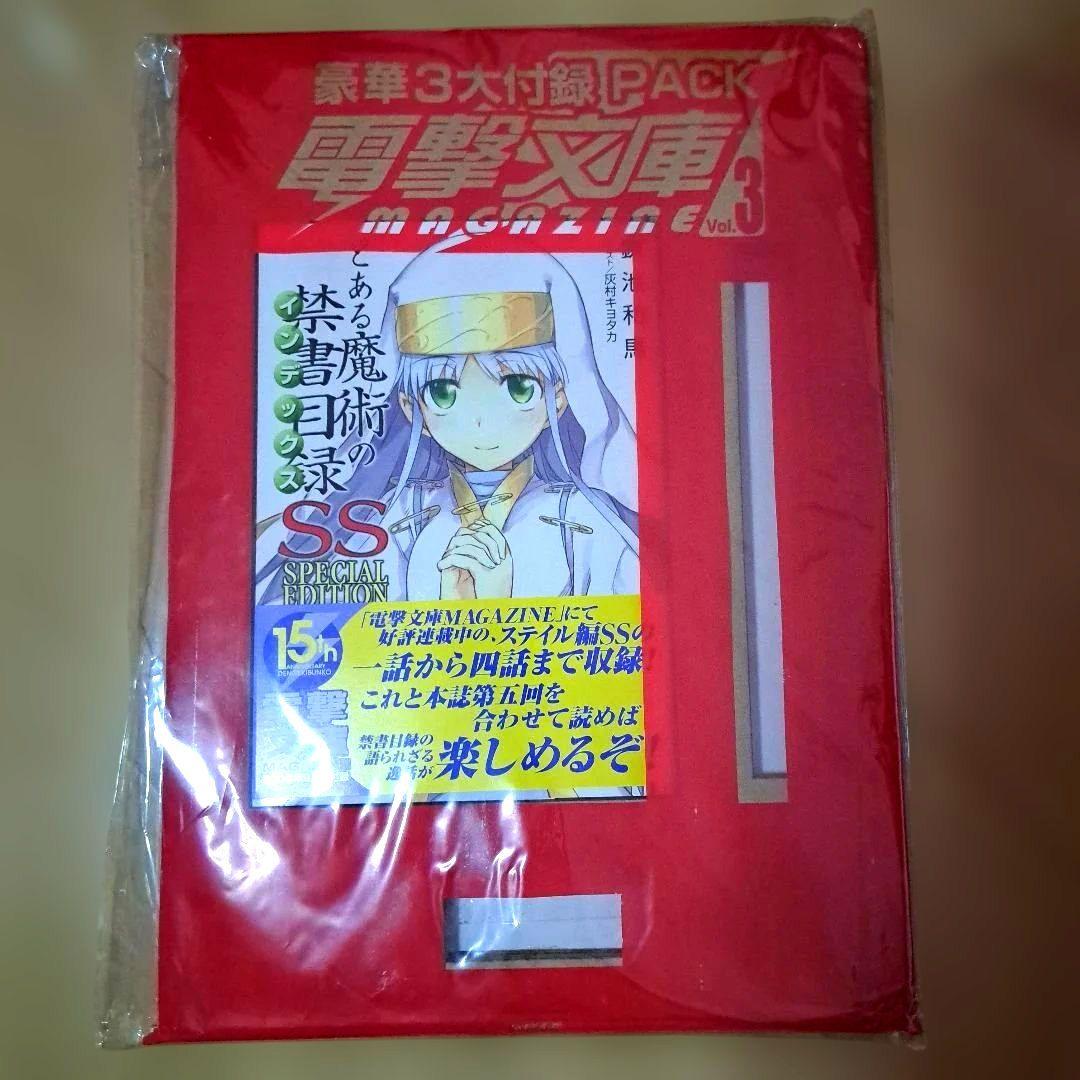 豪華3大付録PACK
電撃文庫
MAGAZINE Vol.3
とある魔術の
禁書目録
インデックス
SS
SPECIAL
EDITION
池和馬
灰村キヨタカ
15th
ANNIVERSARY
DENGEKIBUNKO
「電撃文庫MAGAZINE」にて
好評連載中の、ステイル編SSの
一話から四話まで収録!
これと本誌第五回を
合わせて読めば
禁書目録の
語られざる
逸話が
楽しめるぞ!